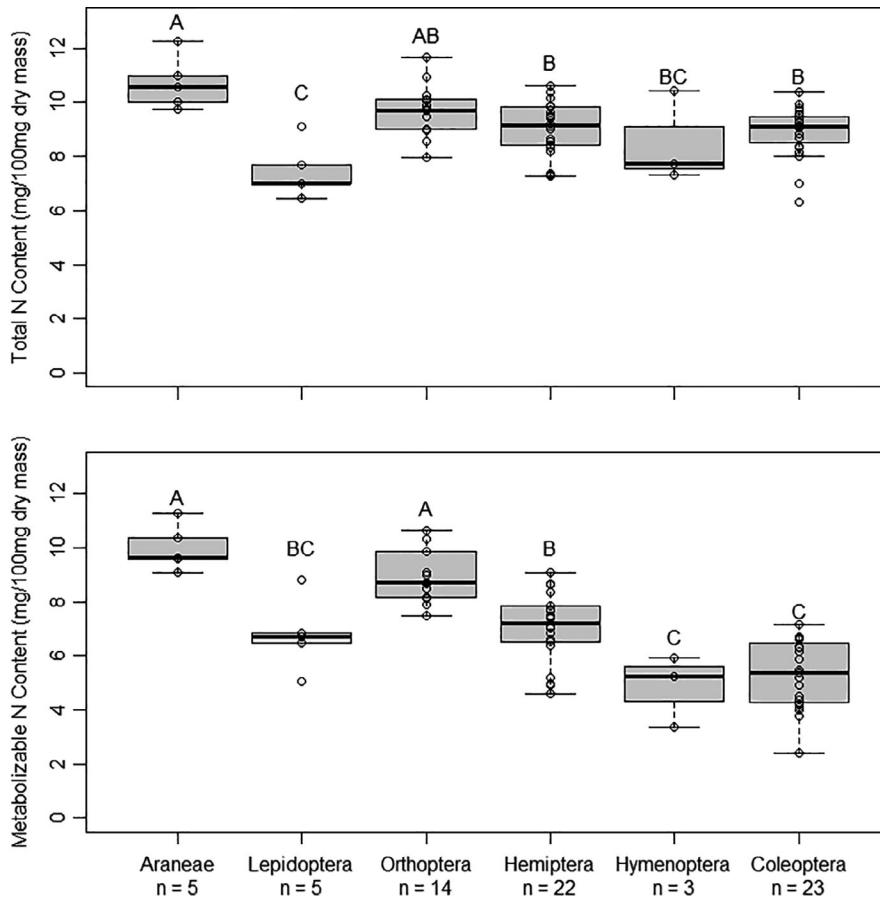 Total N Content (mg/100mg dry mass)
12
10
8
6
4
2
0
A
C
AB
B
BC
B
Metabolizable N Content (mg/100mg dry mass)
12
10
8
6
4
2
0
A
BC
A
B
C
C
Araneae Lepidoptera Orthoptera Hemiptera Hymenoptera Coleoptera
n = 5 n = 5 n = 14 n = 22 n = 3 n = 23